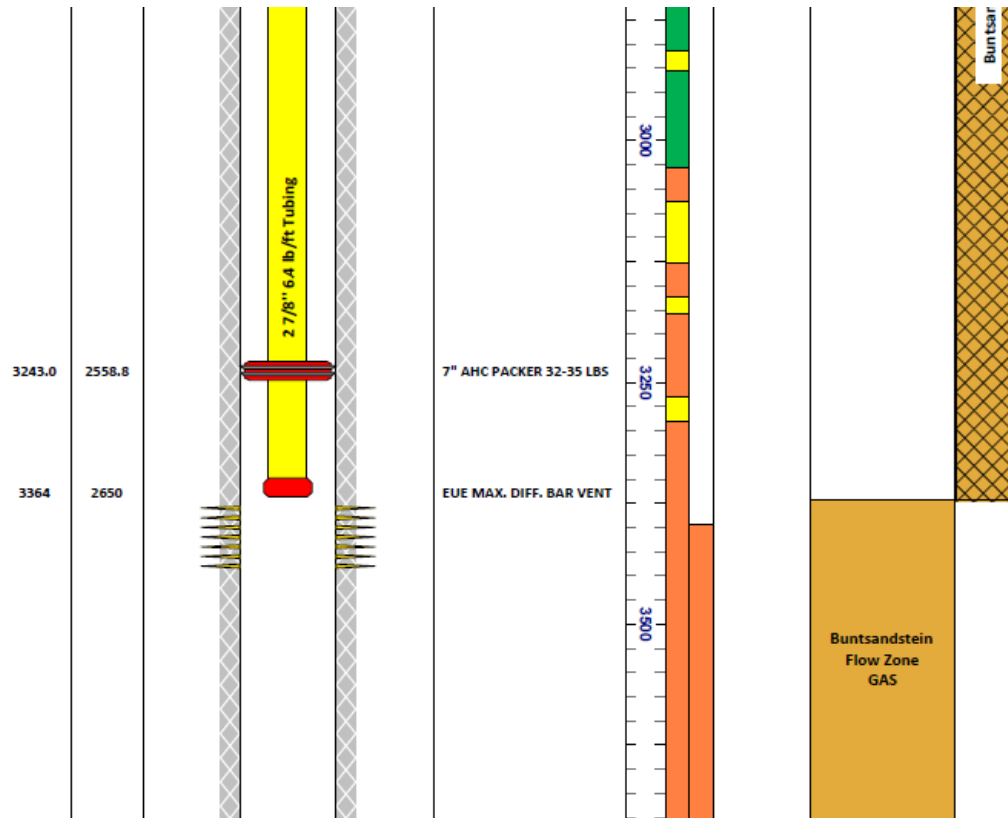 Buntsar
3000
2 7/8" 6.4 lb/ft Tubing
3243.0 2558.8 7" AHC PACKER 32-35 LBS
3250
3364 2650 EUE MAX. DIFF. BAR VENT
3500
Buntsandstein
Flow Zone
GAS